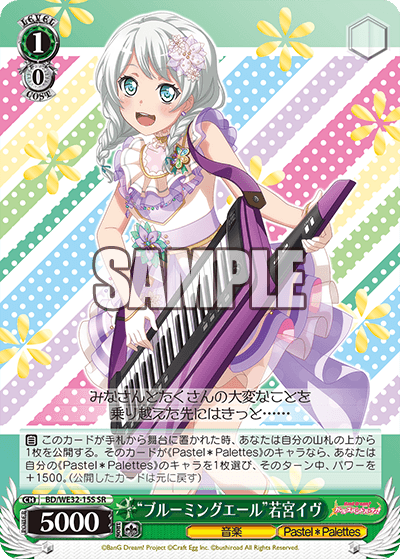 LEVEL
1
0
COST
SAMPLE
みなさんとたくさんの大変なことを
乗り越えた先にはきっと……
自 このカードが手札から舞台に置かれた時、あなたは自分の山札の上から
1枚を公開する。そのカードが《Pastel＊Palettes》のキャラなら、あなたは
自分の《Pastel＊Palettes》のキャラを1枚選び、そのターン中、パワーを
＋1500。（公開したカードは元に戻す）
CH BD/WE32-15S SR
5000
“ブルーミングエール”若宮イヴ
音楽
Pastel＊Palettes
©BanG Dream! Project ©Craft Egg Inc. ©bushiroad All Rights Reserved.